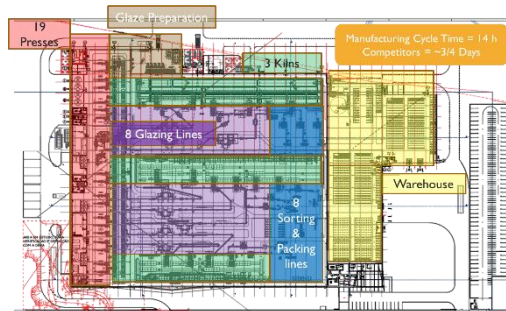 Glaze Preparation
19
Presses
Manufacturing Cycle Time = 14 h
Competitors = ~3/4 Days
3 Kilns
8 Glazing Lines
Warehouse
8
Sorting
&
Packing
lines